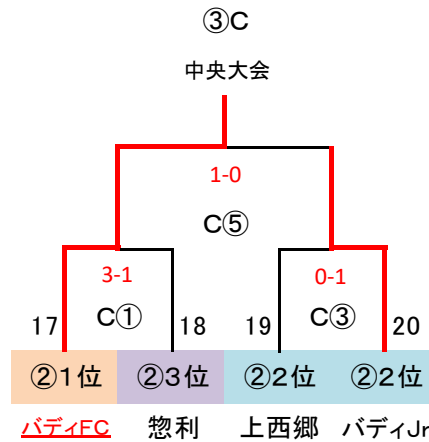 ③C
中央大会
1-0
C⑤
3-1 0-1
17 C① 18 19 C③ 20
②1位 ②3位 ②2位 ②2位
バディFC 惣利 上西郷 バディJr